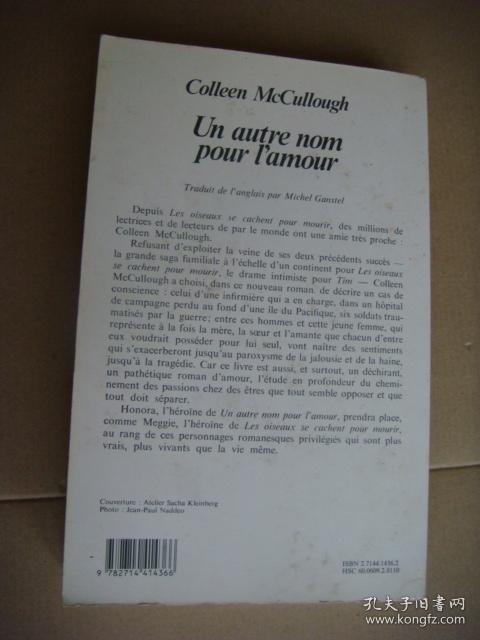 Colleen McCullough
Un autre nom
pour l'amour
Traduit de l'anglais par Michel Ganstel
Depuis Les oiseaux se cachent pour mourir, des millions de
lectrices et de lecteurs de par le monde ont une amie très proche :
Colleen McCullough.
Refusant d'exploiter la veine de ses deux précédents succès —
la grande saga familiale à l'échelle d'un continent pour Les oiseaux
se cachent pour mourir, le drame intimiste pour Tim — Colleen
McCullough a choisi, dans ce nouveau roman, de décrire un cas de
conscience : celui d'une infirmière qui a en charge, dans un hôpital
de campagne perdu au fond d'une île du Pacifique, six soldats trau-
matisés par la guerre; entre ces hommes et cette jeune femme, qui
représente à la fois la mère, la sœur et l'amante que chacun d'entre
eux voudrait posséder pour lui seul, vont naître des sentiments
qui s'exacerberont jusqu'au paroxysme de la jalousie et de la haine,
jusqu'à la tragédie. Car ce livre est aussi, et surtout, un déchirant,
un pathétique roman d'amour, l'étude en profondeur du chemi-
nement des passions chez des êtres que tout semble opposer et que
tout doit séparer.
Honora, l'héroïne de Un autre nom pour l'amour, prendra place,
comme Meggie, l'héroïne de Les oiseaux se cachent pour mourir,
au rang de ces personnages romanesques privilégiés qui sont plus
vrais, plus vivants que la vie même.
Couverture : Atelier Sacha Kleinberg
Photo : Jean-Paul Naddeo
9 782714 414366
ISBN 2.7144.1436.2
HSC 60.0609.2.0110
孔夫子旧书网
www.kongfz.com